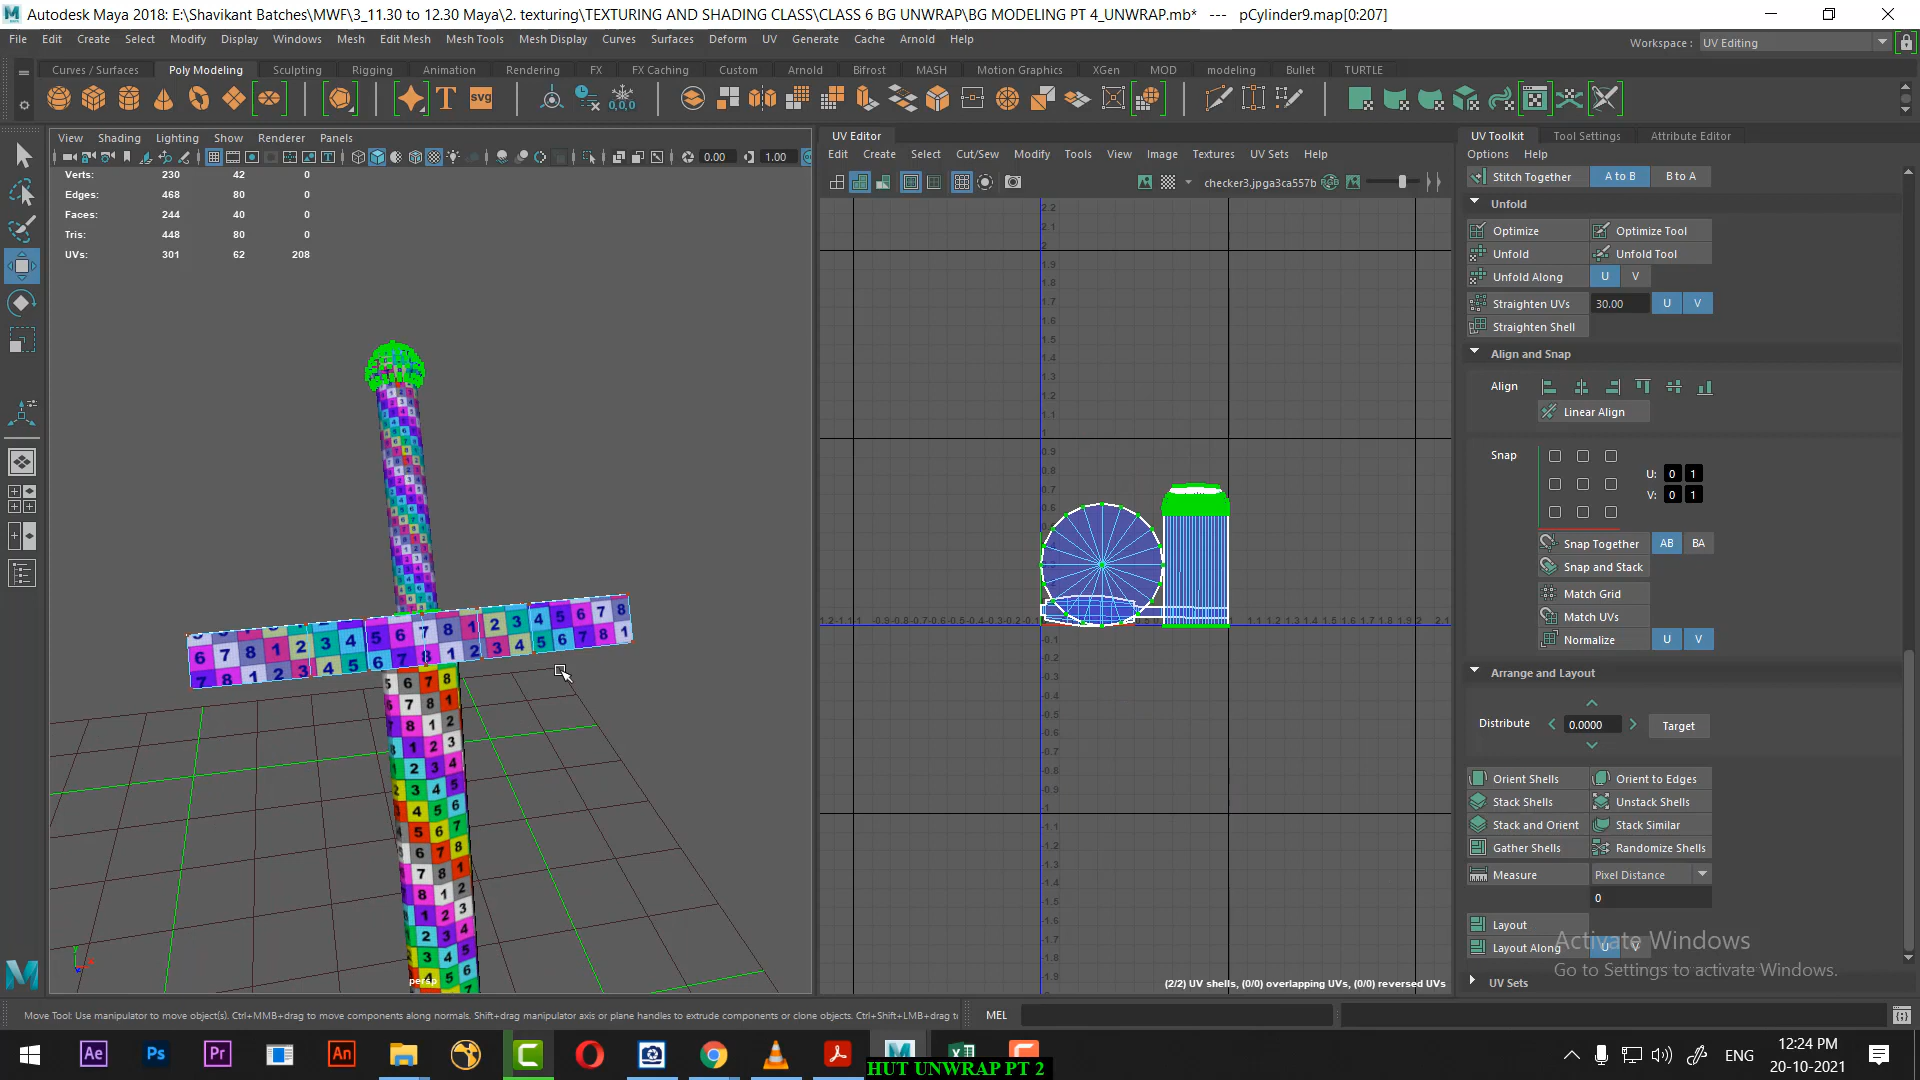 Autodesk Maya 2018: E:\Shavikant Batches\MWF\3_11.30 to 12.30 Maya\2. texturing\TEXTURING AND SHADING CLASS\CLASS 6 BG UNWRAP\BG MODELING PT 4_UNWRAP.mb* --- pCylinder9.map[0:207]
File Edit Create Select Modify Display Windows Mesh Edit Mesh Mesh Tools Mesh Display Curves Surfaces Deform UV Generate Cache Arnold Help
Workspace : UV Editing
Curves / Surfaces Poly Modeling Sculpting Rigging Animation Rendering FX FX Caching Custom Arnold Bifrost MASH Motion Graphics XGen MOD modeling Bullet TURTLE
View Shading Lighting Show Renderer Panels
0.00 1.00
Verts: 230 42 0
Edges: 468 80 0
Faces: 244 40 0
Tris: 448 80 0
UVs: 301 62 208
persp
UV Editor
Edit Create Select Cut/Sew Modify Tools View Image Textures UV Sets Help
checker3.jpga3ca557b
(2/2) UV shells, (0/0) overlapping UVs, (0/0) reversed UVs
UV Toolkit Tool Settings Attribute Editor
Options Help
Stitch Together A to B B to A
Unfold
Optimize Optimize Tool
Unfold Unfold Tool
Unfold Along U V
Straighten UVs 30.00 U V
Straighten Shell
Align and Snap
Align
Linear Align
Snap
U: 0 1
V: 0 1
Snap Together AB BA
Snap and Stack
Match Grid
Match UVs
Normalize U V
Arrange and Layout
Distribute 0.0000 Target
Orient Shells Orient to Edges
Stack Shells Unstack Shells
Stack and Orient Stack Similar
Gather Shells Randomize Shells
Measure Pixel Distance
0
Layout
Layout Along U V
Activate Windows
Go to Settings to activate Windows.
UV Sets
Move Tool: Use manipulator to move object(s). Ctrl+MMB+drag to move components along normals. Shift+drag manipulator axis or plane handles to extrude components or clone objects. Ctrl+Shift+LMB+drag to
MEL
HUT UNWRAP PT 2
ENG
12:24 PM
20-10-2021